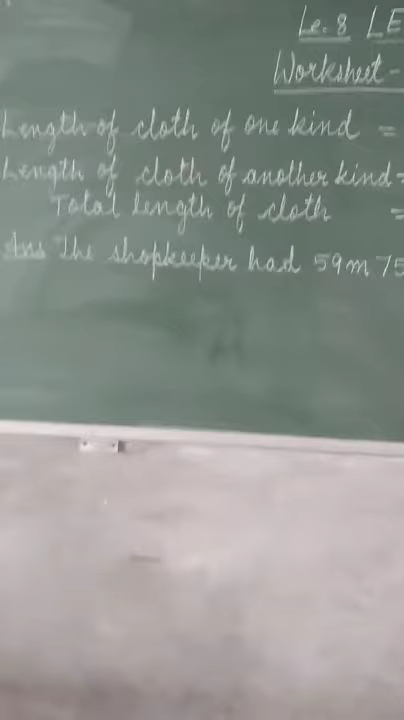 Le. 8 LE
Worksheet -
Length of cloth of one kind =
Length of cloth of another kind =
Total length of cloth =
Ans The shopkeeper had 59m 75